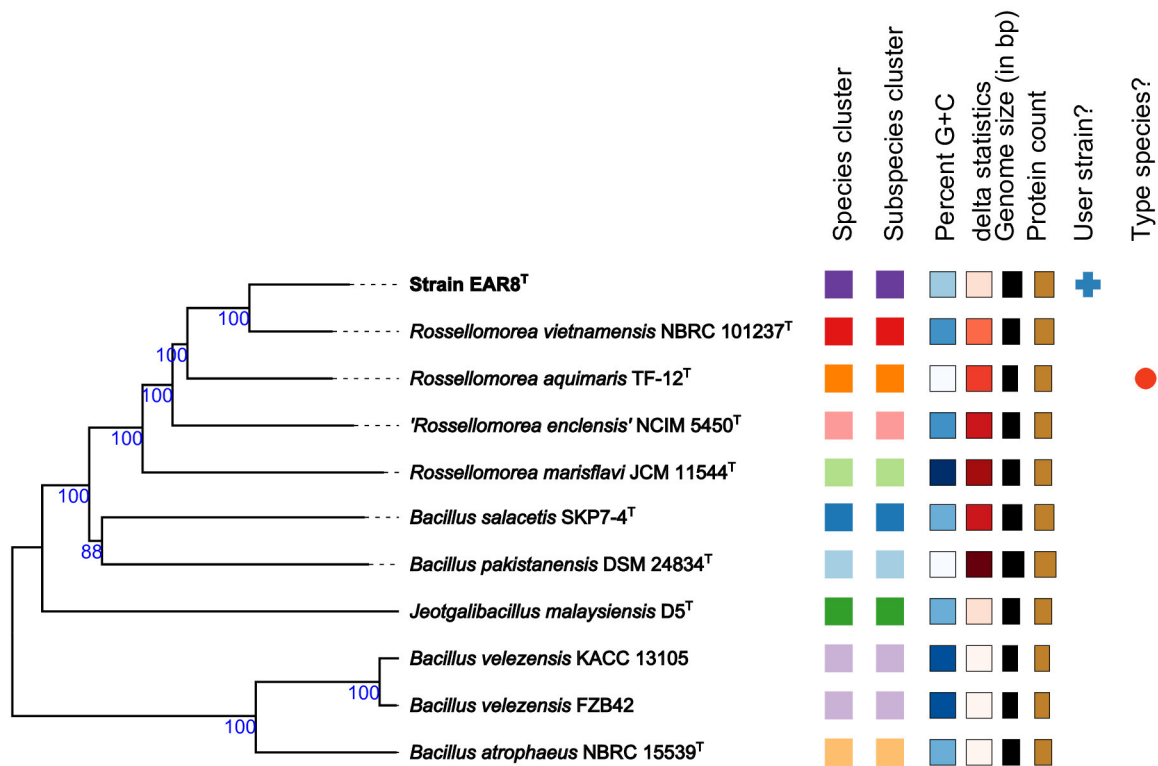 Species cluster
Subspecies cluster
Percent G+C
delta statistics
Genome size (in bp)
Protein count
User strain?
Type species?
Strain EAR8ᵀ
100
Rossellomorea vietnamensis NBRC 101237ᵀ
100
Rossellomorea aquimaris TF-12ᵀ
100
'Rossellomorea enclensis' NCIM 5450ᵀ
100
Rossellomorea marisflavi JCM 11544ᵀ
100
Bacillus salacetis SKP7-4ᵀ
88
Bacillus pakistanensis DSM 24834ᵀ
Jeotgalibacillus malaysiensis D5ᵀ
Bacillus velezensis KACC 13105
100
Bacillus velezensis FZB42
100
Bacillus atrophaeus NBRC 15539ᵀ